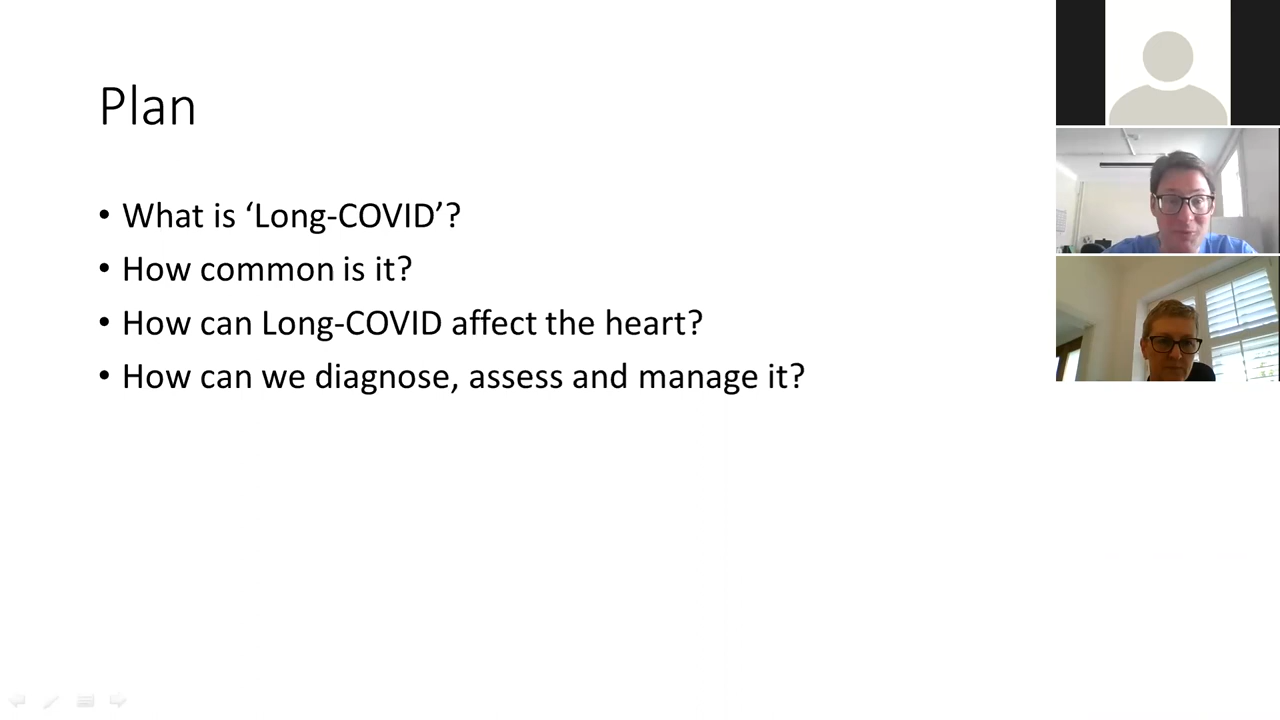 Plan
• What is ‘Long-COVID’?
• How common is it?
• How can Long-COVID affect the heart?
• How can we diagnose, assess and manage it?